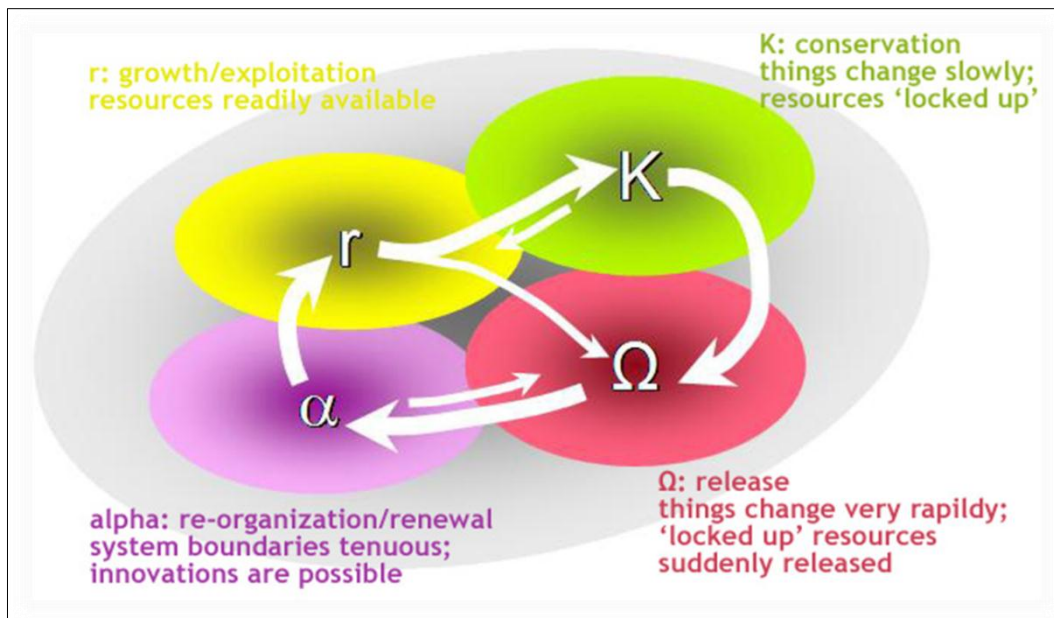 r: growth/exploitation
resources readily available
K: conservation
things change slowly;
resources ‘locked up’
K
r
Ω
α
alpha: re-organization/renewal
system boundaries tenuous;
innovations are possible
Ω: release
things change very rapildy;
‘locked up’ resources
suddenly released